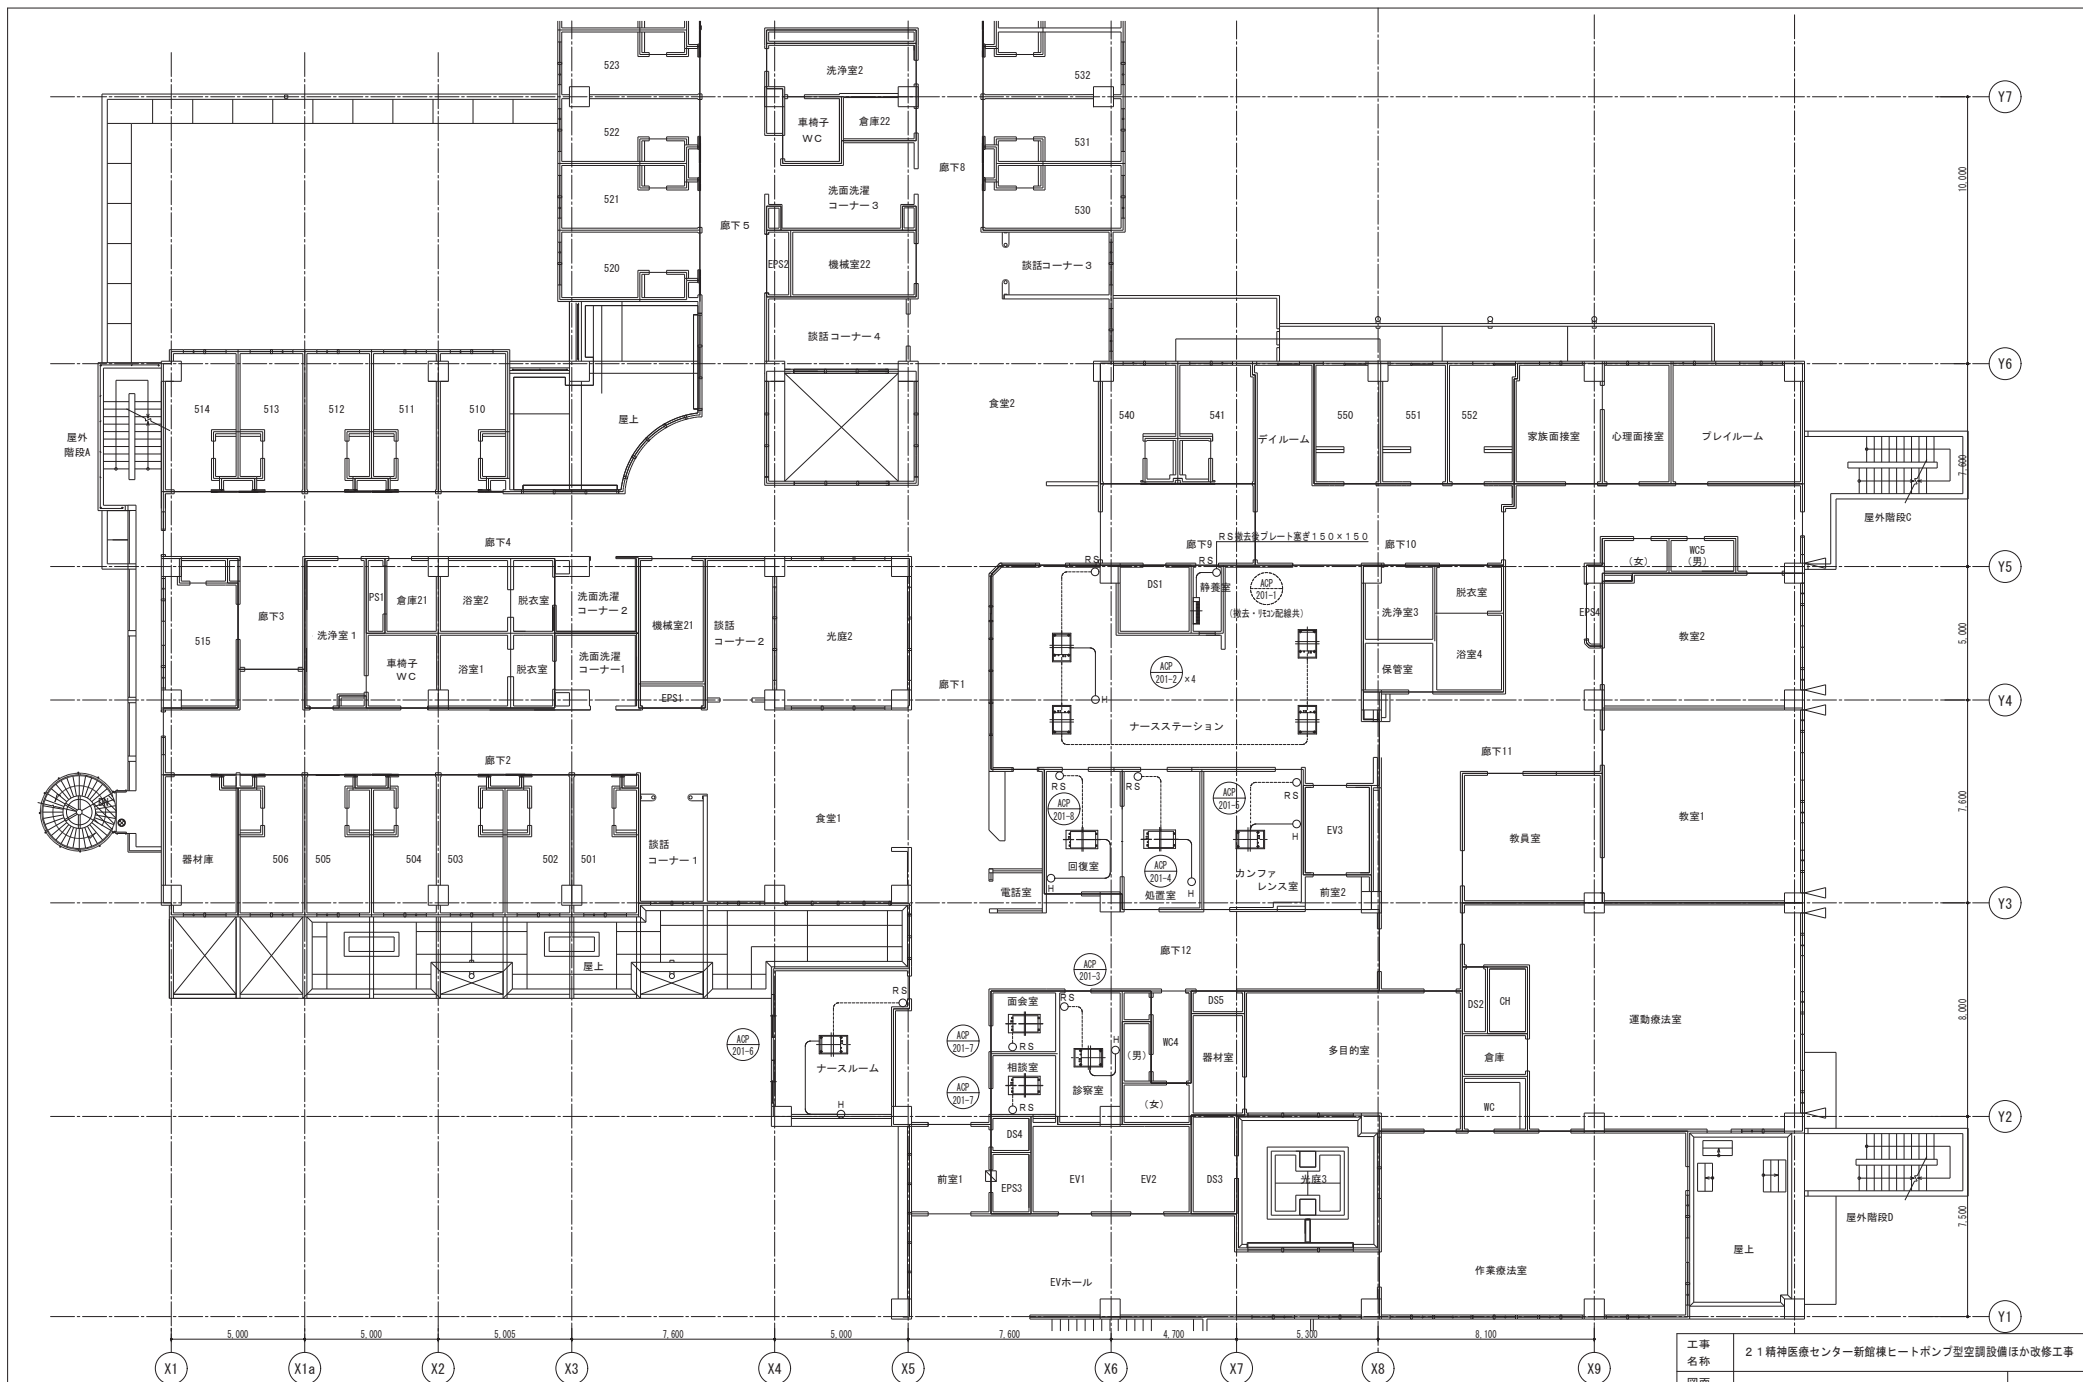 523
洗浄室2
532
Y7
車椅子
WC
倉庫22
522
531
廊下8
10,000
洗面洗濯
コーナー3
521
530
廊下5
520
EPS2
機械室22
談話コーナー3
談話コーナー4
Y6
屋外
階段A
514
513
512
511
510
屋上
食堂2
540
541
デイルーム
550
551
552
家族面接室
心理面接室
プレイルーム
7,600
屋外階段C
廊下4
廊下9
RS撤去後プレート塞ぎ150×150
廊下10
RS
RS
(女)
WC5
(男)
Y5
515
廊下3
洗浄室1
PS1
倉庫21
浴室2
脱衣室
洗面洗濯
コーナー2
機械室21
談話
コーナー2
光庭2
DS1
静養室
ACP
201-1
(撤去・リモコン配線共)
洗浄室3
脱衣室
EPS4
教室2
5,000
車椅子
WC
浴室1
脱衣室
洗面洗濯
コーナー1
EPS1
廊下1
ACP
201-2
×4
H
保管室
浴室4
Y4
ナースステーション
廊下2
廊下11
DN
器材庫
506
505
504
503
502
501
談話
コーナー1
食堂1
RS
ACP
201-8
H
回復室
RS
ACP
201-4
H
処置室
ACP
201-5
RS
H
カンファ
レンス室
EV3
前室2
教員室
教室1
7,600
電話室
Y3
屋上
廊下12
ACP
201-3
RS
ACP
201-6
ナースルーム
H
ACP
201-7
面会室
RS
ACP
201-7
相談室
RS
RS
H
診察室
(男)
WC4
(女)
DS5
器材室
多目的室
DS2
CH
倉庫
WC
運動療法室
8,000
Y2
前室1
DS4
EPS3
EV1
EV2
DS3
光庭3
屋上
屋外階段D
7,500
EVホール
作業療法室
Y1
5,000
5,000
5,005
7,600
5,000
7,600
4,700
5,300
8,100
X1
X1a
X2
X3
X4
X5
X6
X7
X8
X9
工事
名称
21精神医療センター新館棟ヒートポンプ型空調設備ほか改修工事